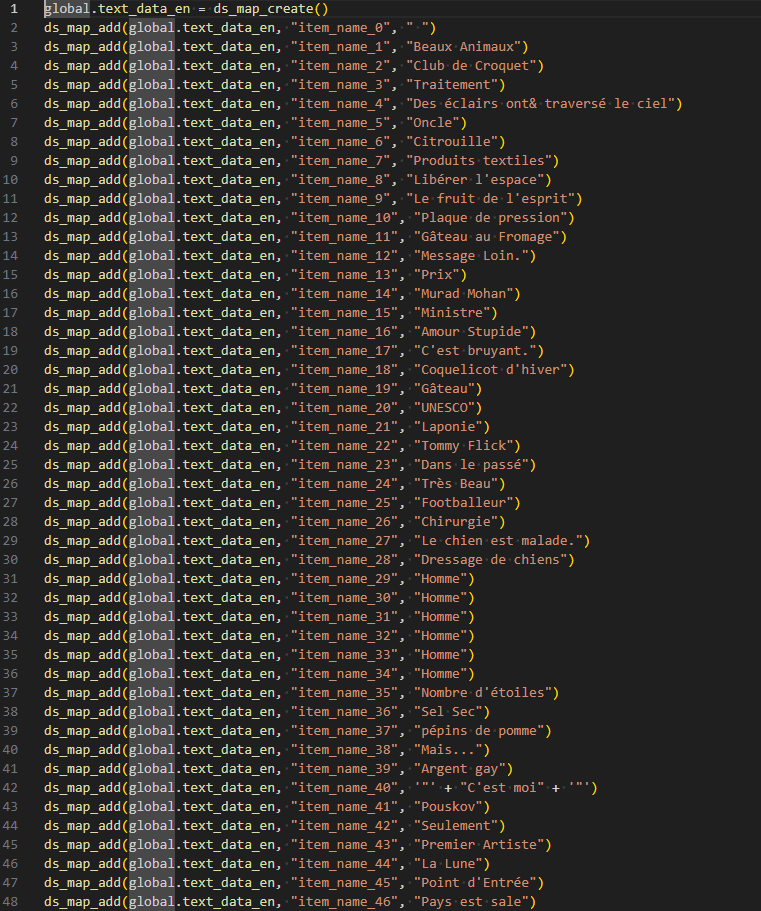 1 global.text_data_en = ds_map_create()
2 ds_map_add(global.text_data_en, "item_name_0", " ")
3 ds_map_add(global.text_data_en, "item_name_1", "Beaux Animaux")
4 ds_map_add(global.text_data_en, "item_name_2", "Club de Croquet")
5 ds_map_add(global.text_data_en, "item_name_3", "Traitement")
6 ds_map_add(global.text_data_en, "item_name_4", "Des éclairs ont& traversé le ciel")
7 ds_map_add(global.text_data_en, "item_name_5", "Oncle")
8 ds_map_add(global.text_data_en, "item_name_6", "Citrouille")
9 ds_map_add(global.text_data_en, "item_name_7", "Produits textiles")
10 ds_map_add(global.text_data_en, "item_name_8", "Libérer l'espace")
11 ds_map_add(global.text_data_en, "item_name_9", "Le fruit de l'esprit")
12 ds_map_add(global.text_data_en, "item_name_10", "Plaque de pression")
13 ds_map_add(global.text_data_en, "item_name_11", "Gâteau au Fromage")
14 ds_map_add(global.text_data_en, "item_name_12", "Message Loin.")
15 ds_map_add(global.text_data_en, "item_name_13", "Prix")
16 ds_map_add(global.text_data_en, "item_name_14", "Murad Mohan")
17 ds_map_add(global.text_data_en, "item_name_15", "Ministre")
18 ds_map_add(global.text_data_en, "item_name_16", "Amour Stupide")
19 ds_map_add(global.text_data_en, "item_name_17", "C'est bruyant.")
20 ds_map_add(global.text_data_en, "item_name_18", "Coquelicot d'hiver")
21 ds_map_add(global.text_data_en, "item_name_19", "Gâteau")
22 ds_map_add(global.text_data_en, "item_name_20", "UNESCO")
23 ds_map_add(global.text_data_en, "item_name_21", "Laponie")
24 ds_map_add(global.text_data_en, "item_name_22", "Tommy Flick")
25 ds_map_add(global.text_data_en, "item_name_23", "Dans le passé")
26 ds_map_add(global.text_data_en, "item_name_24", "Très Beau")
27 ds_map_add(global.text_data_en, "item_name_25", "Footballeur")
28 ds_map_add(global.text_data_en, "item_name_26", "Chirurgie")
29 ds_map_add(global.text_data_en, "item_name_27", "Le chien est malade.")
30 ds_map_add(global.text_data_en, "item_name_28", "Dressage de chiens")
31 ds_map_add(global.text_data_en, "item_name_29", "Homme")
32 ds_map_add(global.text_data_en, "item_name_30", "Homme")
33 ds_map_add(global.text_data_en, "item_name_31", "Homme")
34 ds_map_add(global.text_data_en, "item_name_32", "Homme")
35 ds_map_add(global.text_data_en, "item_name_33", "Homme")
36 ds_map_add(global.text_data_en, "item_name_34", "Homme")
37 ds_map_add(global.text_data_en, "item_name_35", "Nombre d'étoiles")
38 ds_map_add(global.text_data_en, "item_name_36", "Sel Sec")
39 ds_map_add(global.text_data_en, "item_name_37", "pépins de pomme")
40 ds_map_add(global.text_data_en, "item_name_38", "Mais...")
41 ds_map_add(global.text_data_en, "item_name_39", "Argent gay")
42 ds_map_add(global.text_data_en, "item_name_40", '"' + "C'est moi" + '"')
43 ds_map_add(global.text_data_en, "item_name_41", "Pouskov")
44 ds_map_add(global.text_data_en, "item_name_42", "Seulement")
45 ds_map_add(global.text_data_en, "item_name_43", "Premier Artiste")
46 ds_map_add(global.text_data_en, "item_name_44", "La Lune")
47 ds_map_add(global.text_data_en, "item_name_45", "Point d'Entrée")
48 ds_map_add(global.text_data_en, "item_name_46", "Pays est sale")